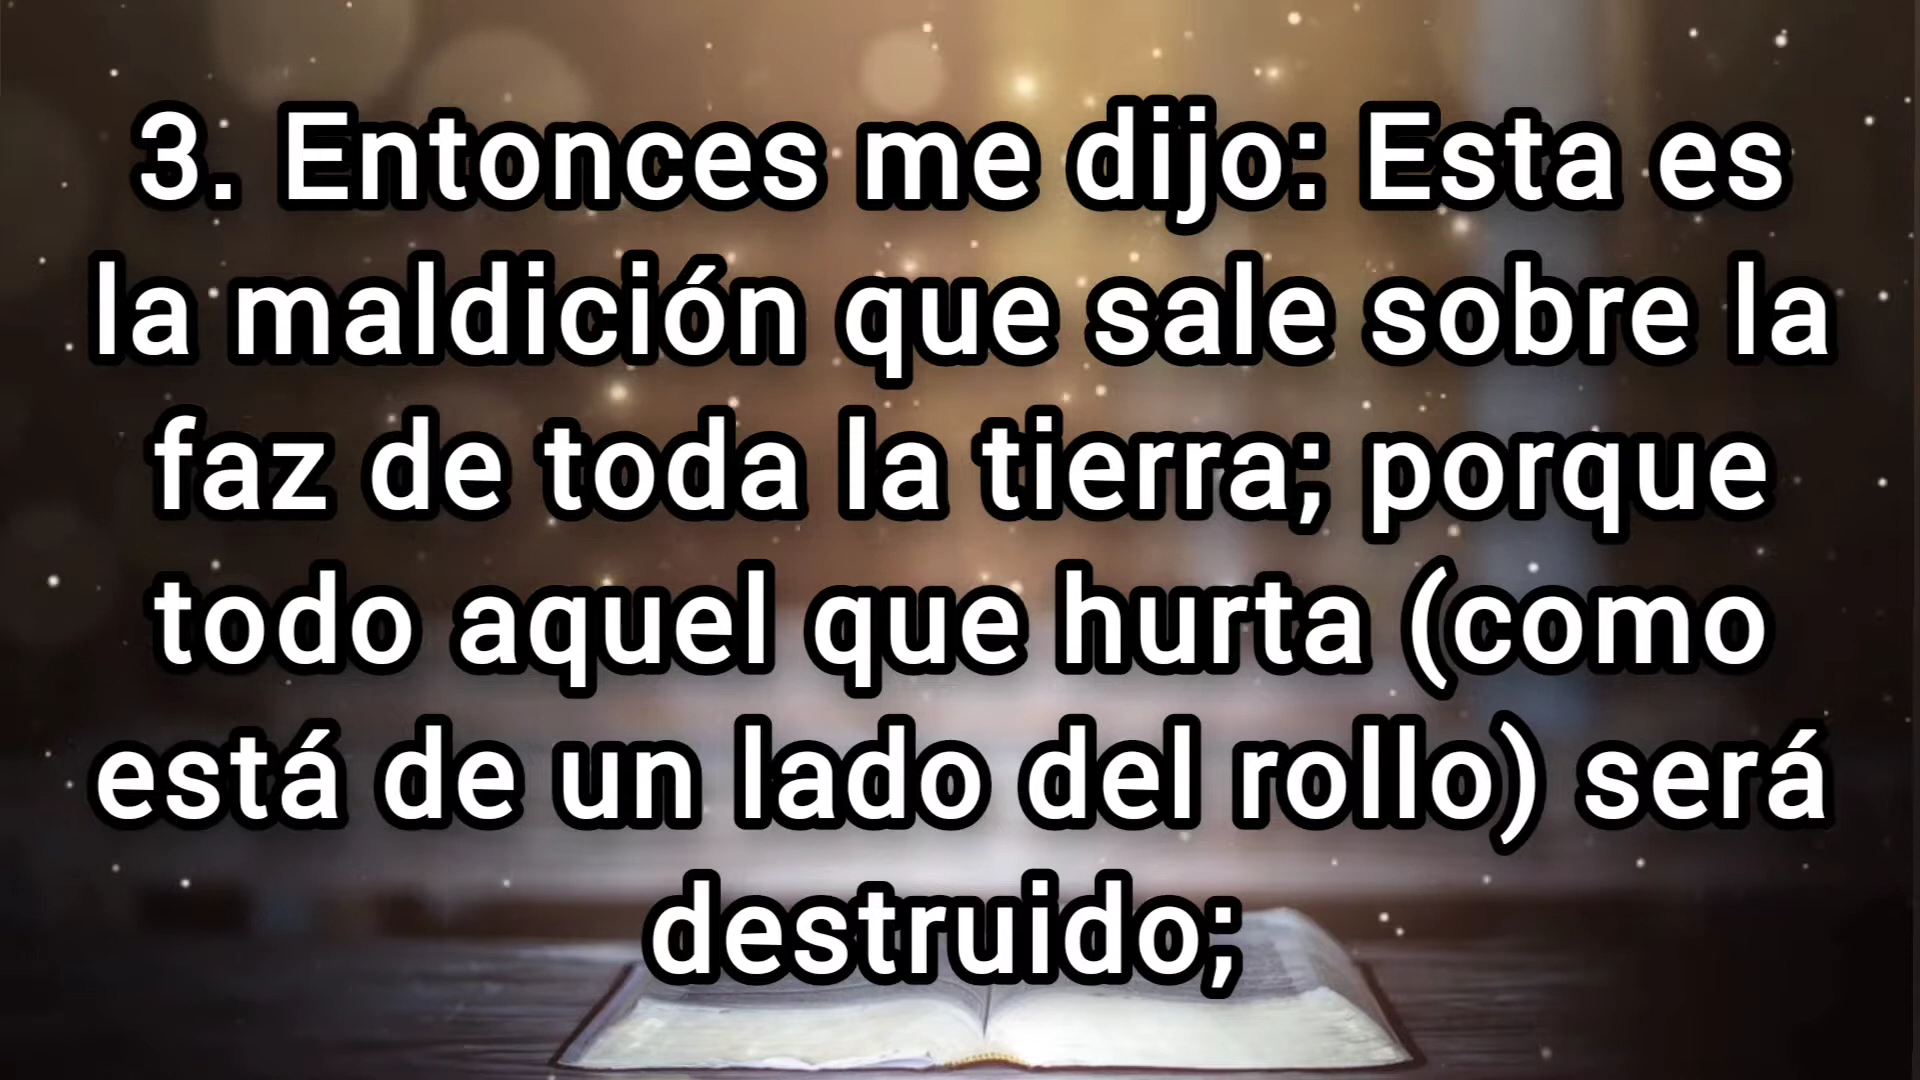 3. Entonces me dijo: Esta es
la maldición que sale sobre la
faz de toda la tierra; porque
todo aquel que hurta (como
está de un lado del rollo) será
destruido;